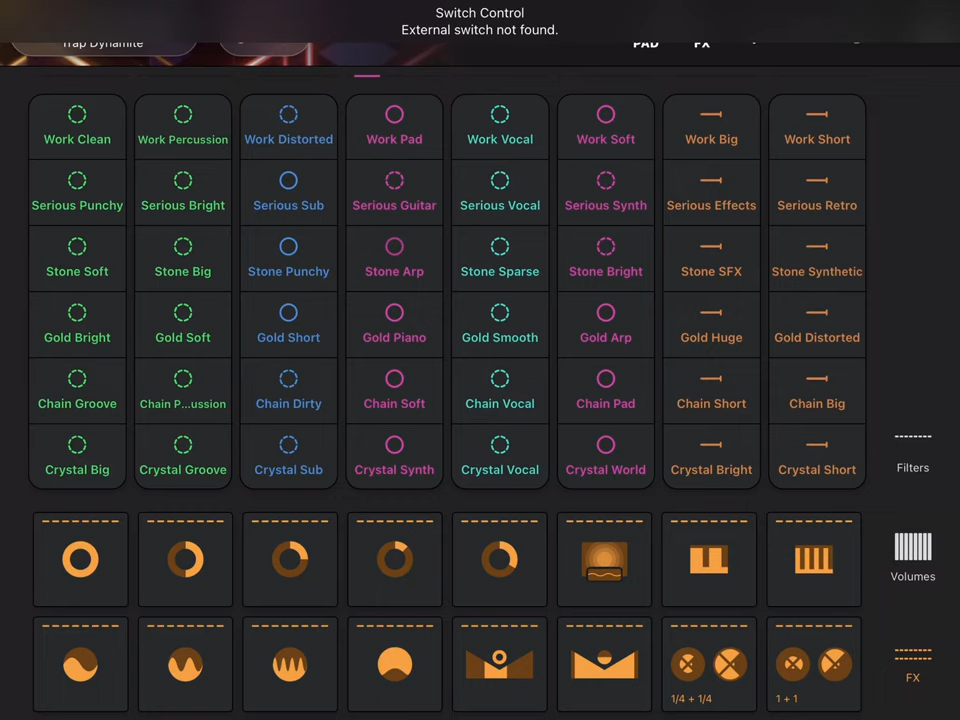 Switch Control
External switch not found.
Trap Dynamite
PAD FX
Work Clean Work Percussion Work Distorted Work Pad Work Vocal Work Soft Work Big Work Short
Serious Punchy Serious Bright Serious Sub Serious Guitar Serious Vocal Serious Synth Serious Effects Serious Retro
Stone Soft Stone Big Stone Punchy Stone Arp Stone Sparse Stone Bright Stone SFX Stone Synthetic
Gold Bright Gold Soft Gold Short Gold Piano Gold Smooth Gold Arp Gold Huge Gold Distorted
Chain Groove Chain P...ussion Chain Dirty Chain Soft Chain Vocal Chain Pad Chain Short Chain Big
Crystal Big Crystal Groove Crystal Sub Crystal Synth Crystal Vocal Crystal World Crystal Bright Crystal Short
Filters
Volumes
1/4 + 1/4 1 + 1
FX